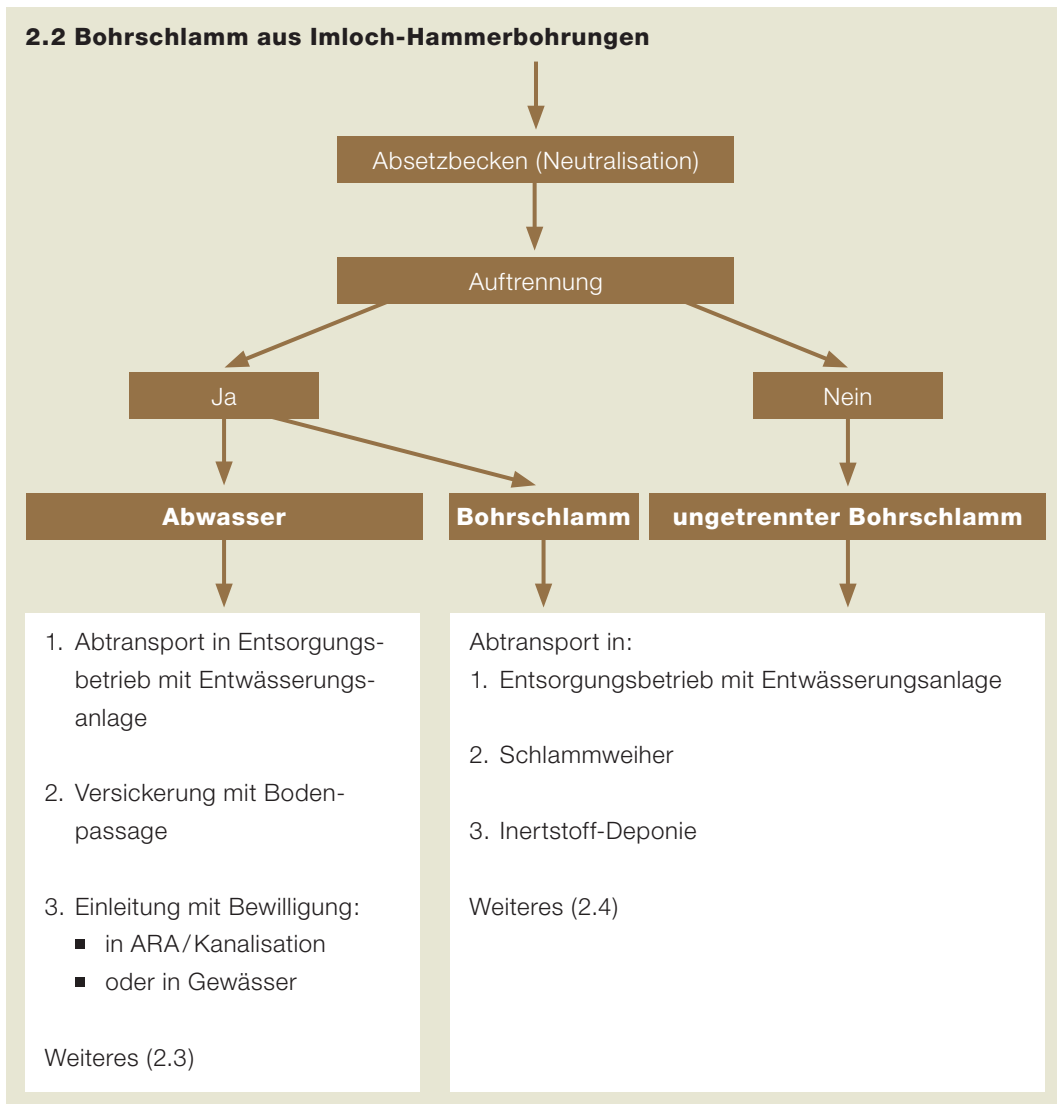 2.2 Bohrschlamm aus Imloch-Hammerbohrungen
Absetzbecken (Neutralisation)
Auftrennung
Ja
Nein
Abwasser
Bohrschlamm
ungetrennter Bohrschlamm
1. Abtransport in Entsorgungs-
betrieb mit Entwässerungs-
anlage
2. Versickerung mit Boden-
passage
3. Einleitung mit Bewilligung:
■ in ARA/Kanalisation
■ oder in Gewässer
Weiteres (2.3)
Abtransport in:
1. Entsorgungsbetrieb mit Entwässerungsanlage
2. Schlammweiher
3. Inertstoff-Deponie
Weiteres (2.4)